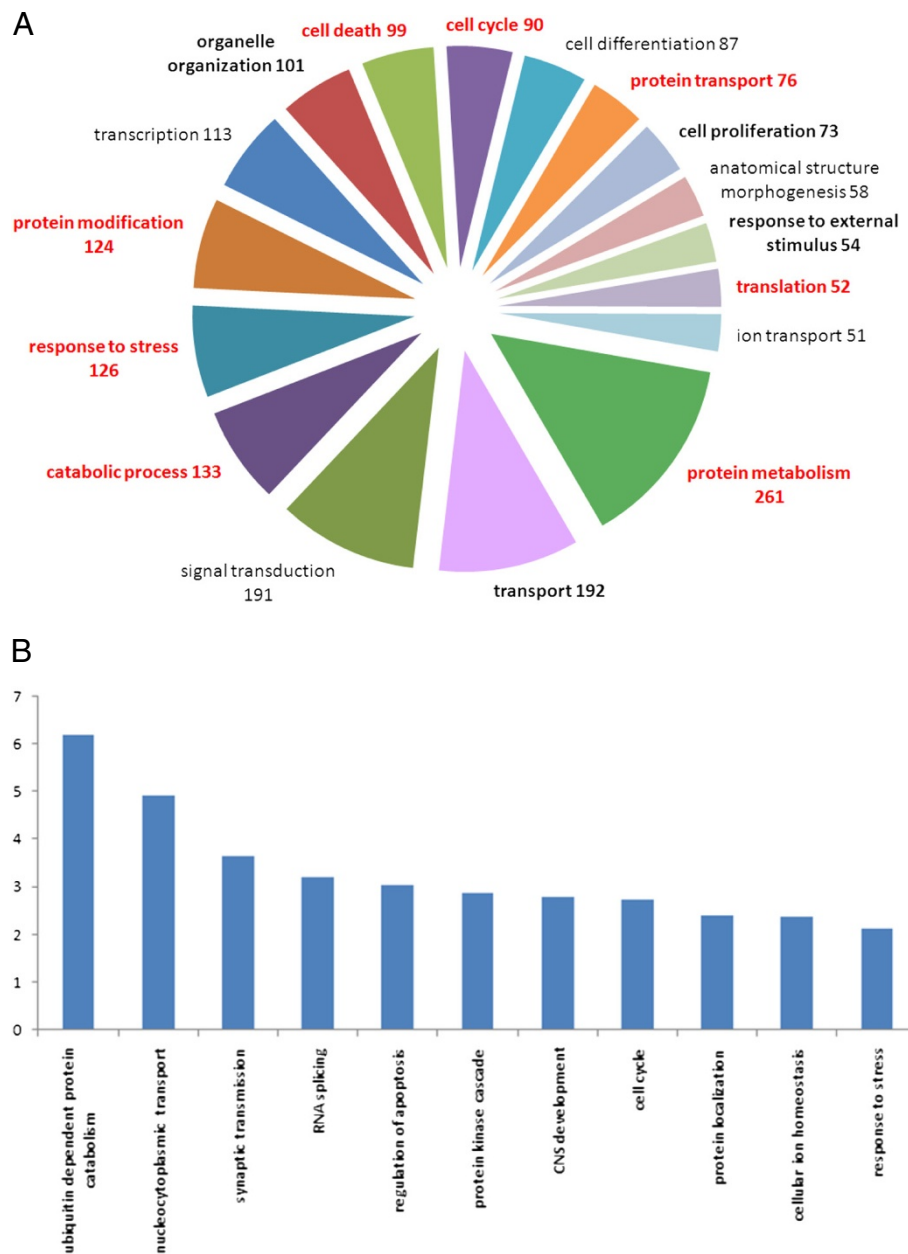 A
organelle
organization 101
cell death 99
cell cycle 90
cell differentiation 87
protein transport 76
cell proliferation 73
anatomical structure
morphogenesis 58
response to external
stimulus 54
translation 52
ion transport 51
protein metabolism
261
transport 192
signal transduction
191
catabolic process 133
response to stress
126
protein modification
124
transcription 113
B
7
6
5
4
3
2
1
0
ubiquitin dependent protein
catabolism
nucleocytoplasmic transport
synaptic transmission
RNA splicing
regulation of apoptosis
protein kinase cascade
CNS development
cell cycle
protein localization
cellular ion homeostasis
response to stress